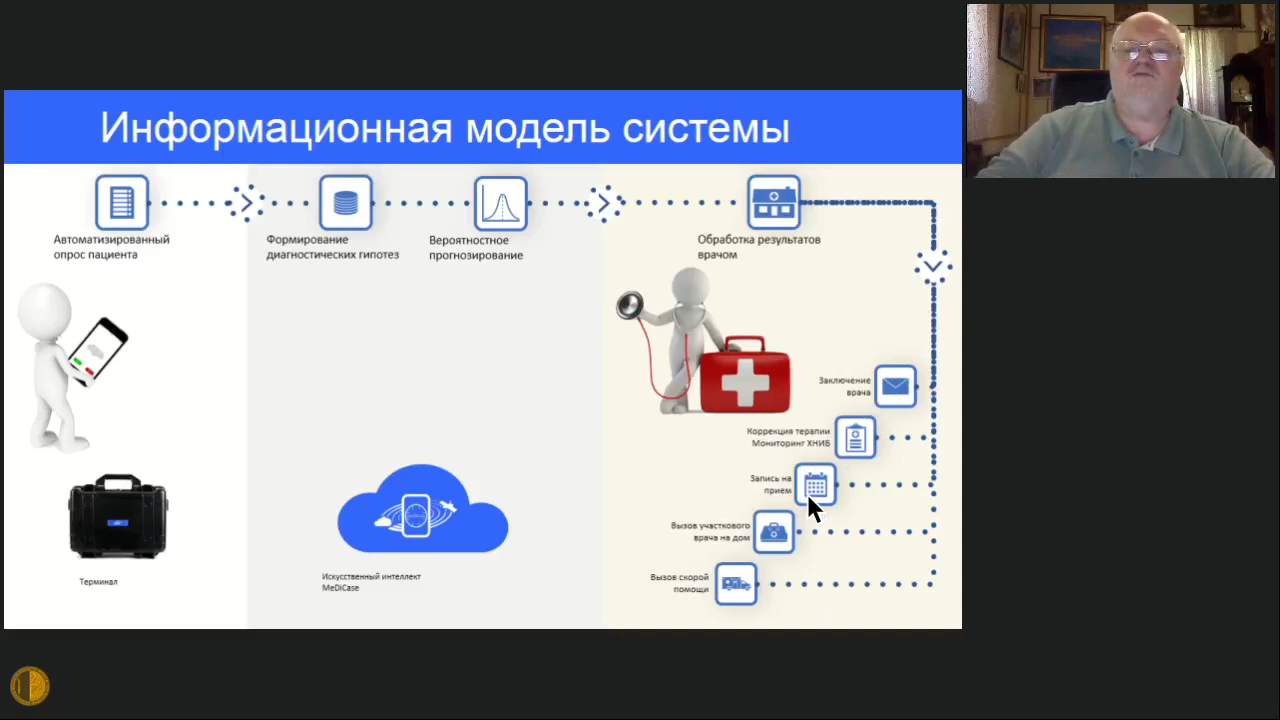 Информационная модель системы
Автоматизированный
опрос пациента
Формирование
диагностических гипотез
Вероятностное
прогнозирование
Обработка результатов
врачом
Заключение
врача
Коррекция терапии
Мониторинг ХНИБ
Запись на
прием
Вызов участкового
врача на дом
Вызов скорой
помощи
Терминал
Искусственный интеллект
MeDiCase